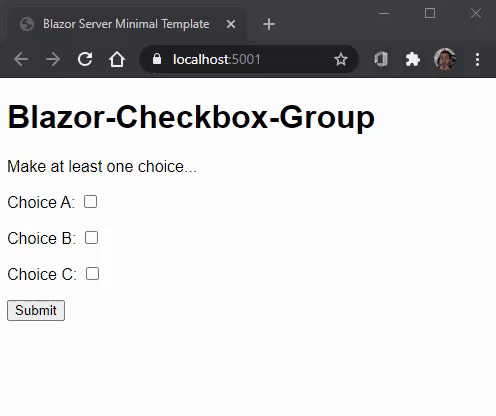 Blazor Server Minimal Template
localhost:5001
Blazor-Checkbox-Group
Make at least one choice...
Choice A:
Choice B:
Choice C:
Submit